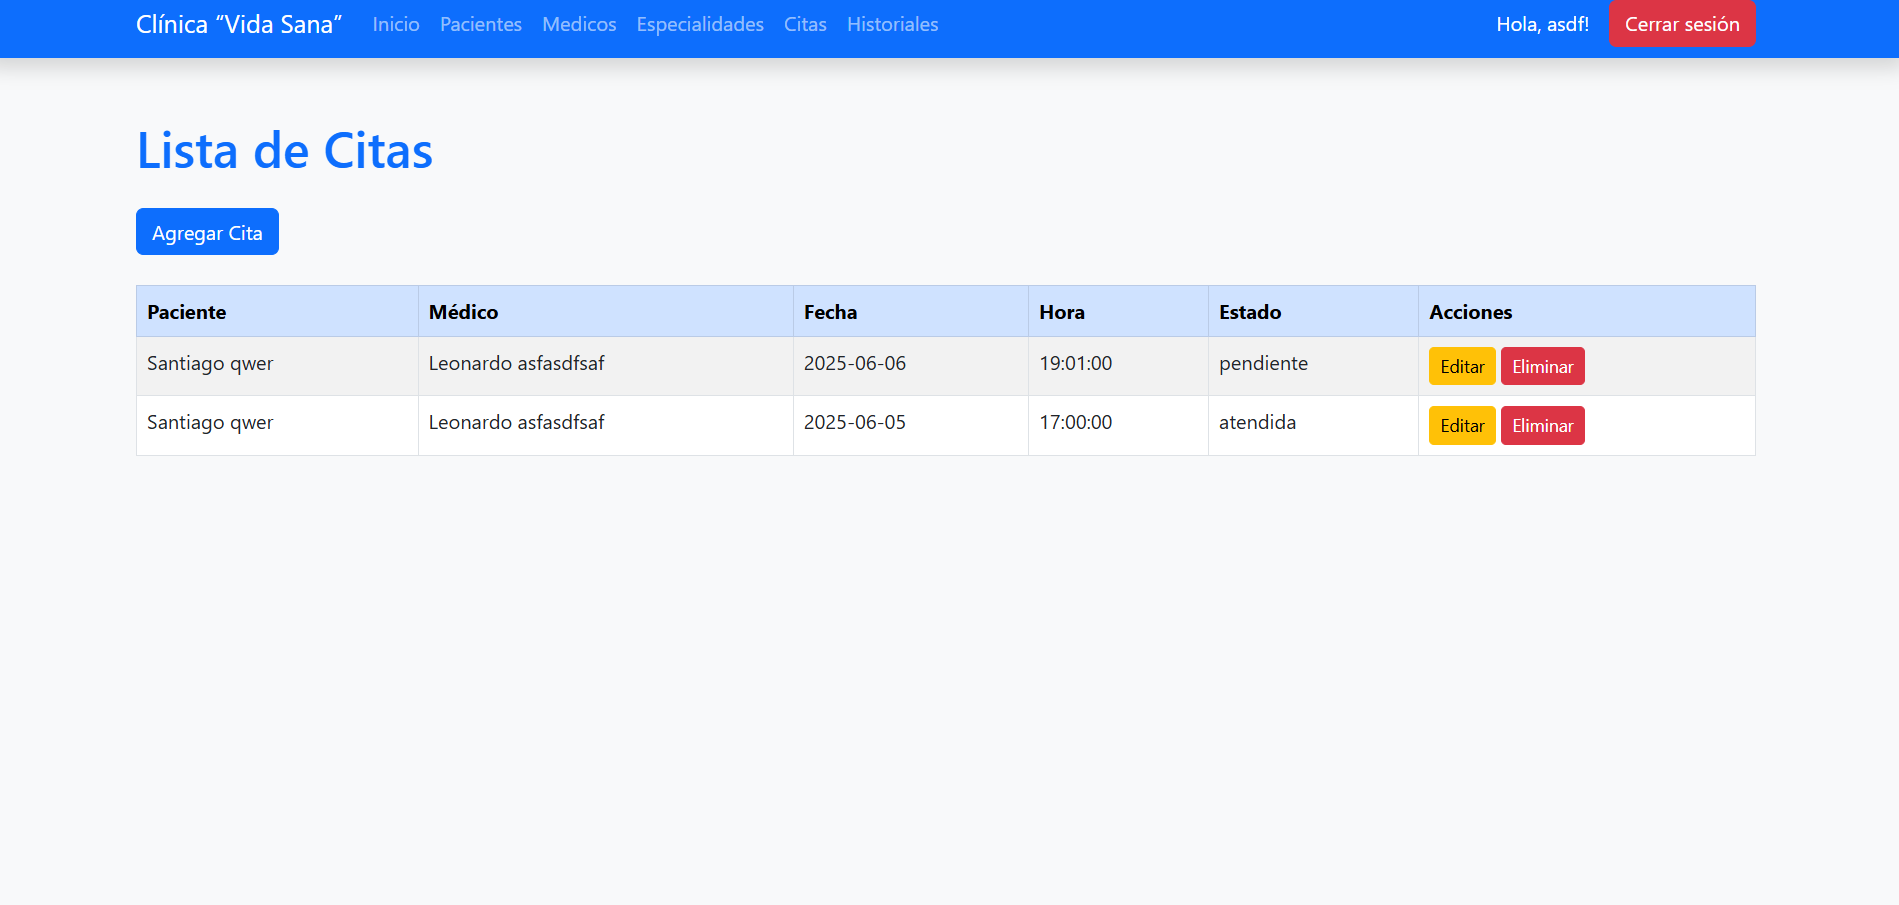 Clínica “Vida Sana” Inicio Pacientes Medicos Especialidades Citas Historiales Hola, asdf! Cerrar sesión
Lista de Citas
Agregar Cita
Paciente Médico Fecha Hora Estado Acciones
Santiago qwer Leonardo asfasdfsaf 2025-06-06 19:01:00 pendiente Editar Eliminar
Santiago qwer Leonardo asfasdfsaf 2025-06-05 17:00:00 atendida Editar Eliminar